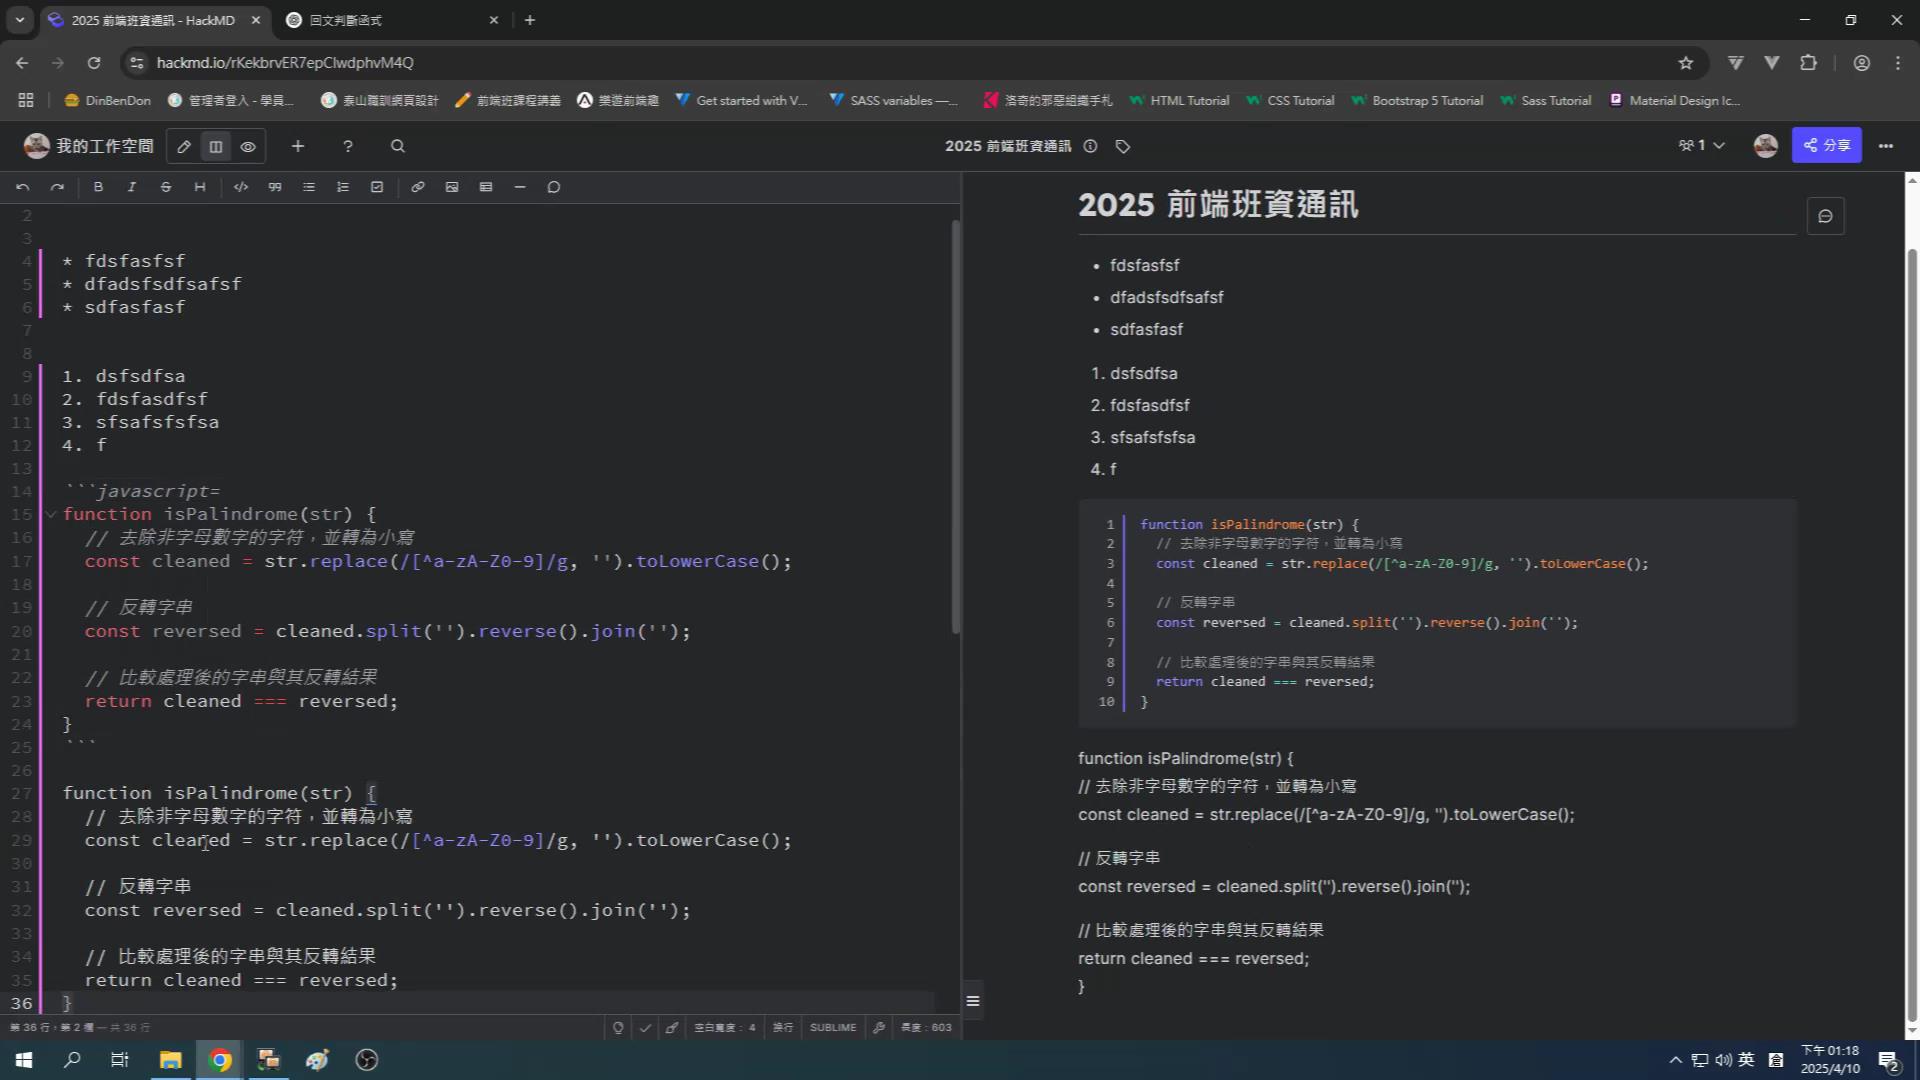 2025 前端班資通訊 - HackMD
回文判斷函式
hackmd.io/rKekbrvER7epClwdphvM4Q
DinBenDon
管理者登入 - 學員...
泰山職訓網頁設計
前端班課程講義
樂遊前端趣
Get started with V...
SASS variables —...
洛奇的邪惡組織手札
HTML Tutorial
CSS Tutorial
Bootstrap 5 Tutorial
Sass Tutorial
Material Design Ic...
我的工作空間
2025 前端班資通訊
1
分享
2
3
4 * fdsfasfsf
5 * dfadsfsdfsafsf
6 * sdfasfasf
7
8
9 1. dsfsdfsa
10 2. fdsfasdfsf
11 3. sfsafsfsfsa
12 4. f
13
14 ```javascript=
15 function isPalindrome(str) {
16 // 去除非字母數字的字符，並轉為小寫
17 const cleaned = str.replace(/[^a-zA-Z0-9]/g, '').toLowerCase();
18
19 // 反轉字串
20 const reversed = cleaned.split('').reverse().join('');
21
22 // 比較處理後的字串與其反轉結果
23 return cleaned === reversed;
24 }
25 ```
26
27 function isPalindrome(str) {
28 // 去除非字母數字的字符，並轉為小寫
29 const cleaned = str.replace(/[^a-zA-Z0-9]/g, '').toLowerCase();
30
31 // 反轉字串
32 const reversed = cleaned.split('').reverse().join('');
33
34 // 比較處理後的字串與其反轉結果
35 return cleaned === reversed;
36 }
第 36 行，第 2 欄 — 共 36 行
空白寬度： 4
換行
SUBLIME
長度：603
2025 前端班資通訊
• fdsfasfsf
• dfadsfsdfsafsf
• sdfasfasf
1. dsfsdfsa
2. fdsfasdfsf
3. sfsafsfsfsa
4. f
1 function isPalindrome(str) {
2 // 去除非字母數字的字符，並轉為小寫
3 const cleaned = str.replace(/[^a-zA-Z0-9]/g, '').toLowerCase();
4
5 // 反轉字串
6 const reversed = cleaned.split('').reverse().join('');
7
8 // 比較處理後的字串與其反轉結果
9 return cleaned === reversed;
10 }
function isPalindrome(str) {
// 去除非字母數字的字符，並轉為小寫
const cleaned = str.replace(/[^a-zA-Z0-9]/g, '').toLowerCase();
// 反轉字串
const reversed = cleaned.split('').reverse().join('');
// 比較處理後的字串與其反轉結果
return cleaned === reversed;
}
英
倉
下午 01:18
2025/4/10
2